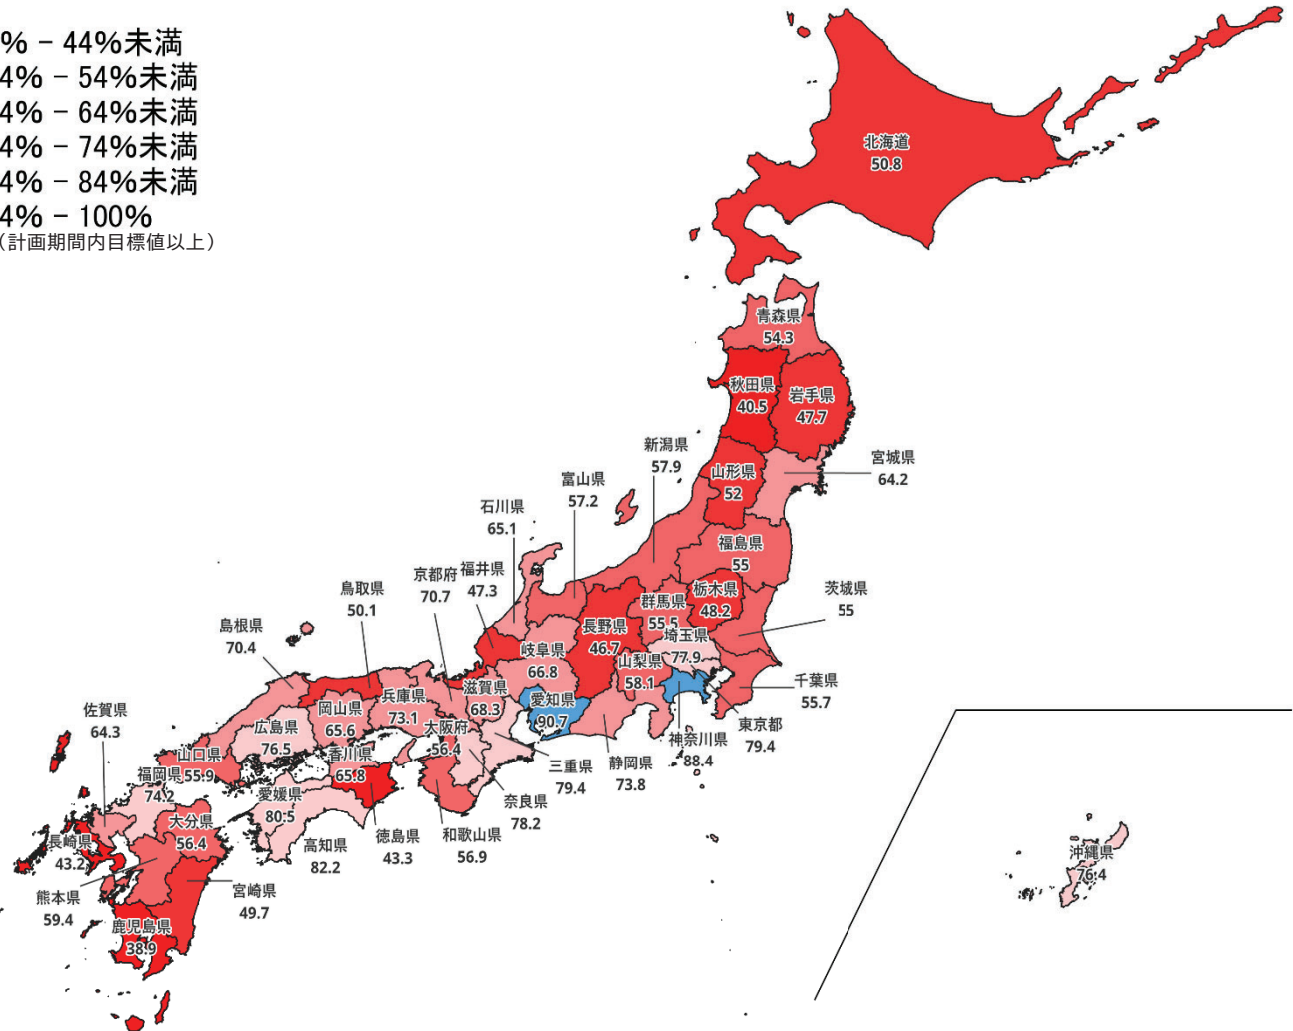 % – 44%未満
4% – 54%未満
4% – 64%未満
4% – 74%未満
4% – 84%未満
4% – 100%
（計画期間内目標値以上）
北海道
50.8
青森県
54.3
秋田県
40.5
岩手県
47.7
新潟県
57.9
宮城県
64.2
山形県
52
富山県
57.2
石川県
65.1
福島県
55
福井県
47.3
京都府
70.7
鳥取県
50.1
島根県
70.4
栃木県
48.2
茨城県
55
群馬県
55.5
長野県
46.7
埼玉県
77.9
岐阜県
66.8
山梨県
58.1
千葉県
55.7
滋賀県
68.3
愛知県
90.7
兵庫県
73.1
岡山県
65.6
広島県
76.5
佐賀県
64.3
大阪府
56.4
東京都
79.4
神奈川県
88.4
静岡県
73.8
三重県
79.4
山口県
55.9
香川県
65.8
福岡県
74.2
愛媛県
80.5
奈良県
78.2
大分県
56.4
高知県
82.2
徳島県
43.3
和歌山県
56.9
長崎県
43.2
熊本県
59.4
宮崎県
49.7
鹿児島県
38.9
沖縄県
76.4